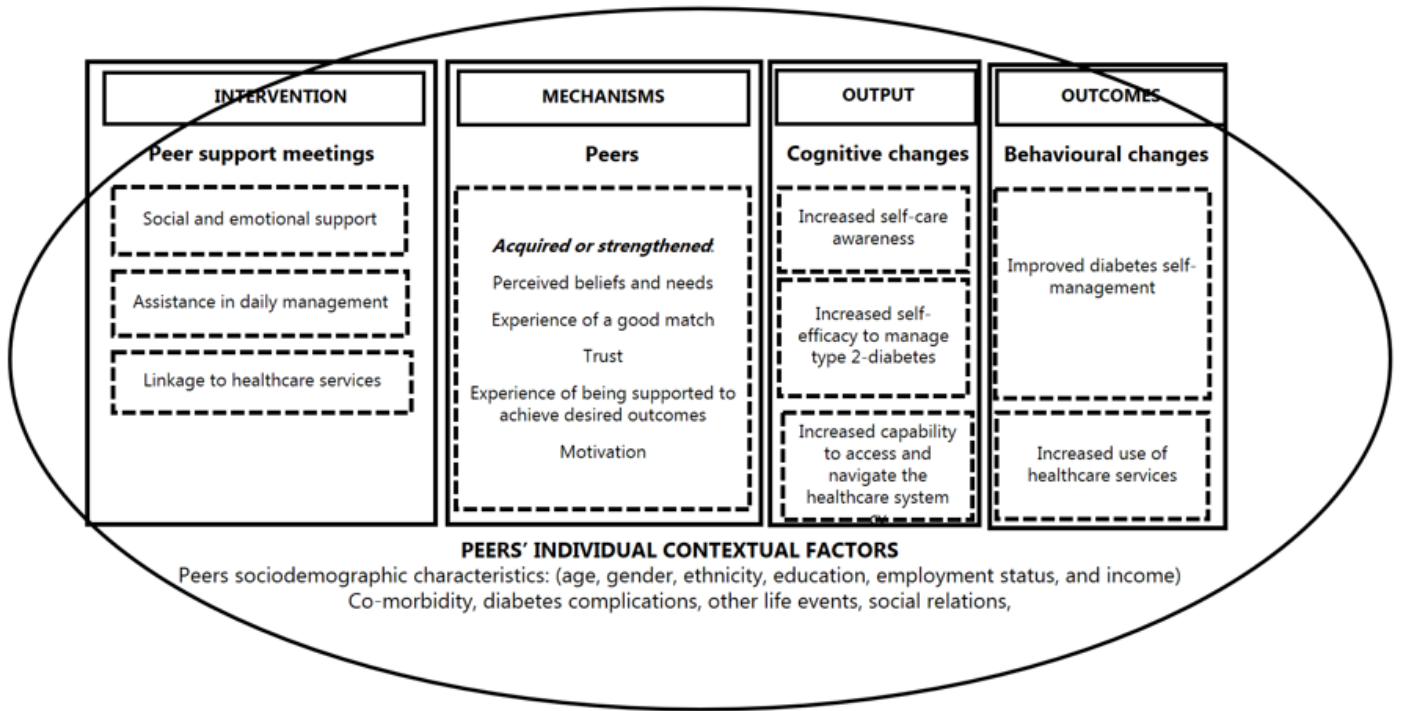 INTERVENTION
Peer support meetings
Social and emotional support
Assistance in daily management
Linkage to healthcare services
MECHANISMS
Peers
Acquired or strengthened:
Perceived beliefs and needs
Experience of a good match
Trust
Experience of being supported to
achieve desired outcomes
Motivation
OUTPUT
Cognitive changes
Increased self-care
awareness
Increased self-
efficacy to manage
type 2-diabetes
Increased capability
to access and
navigate the
healthcare system
OUTCOMES
Behavioural changes
Improved diabetes self-
management
Increased use of
healthcare services
PEERS' INDIVIDUAL CONTEXTUAL FACTORS
Peers sociodemographic characteristics: (age, gender, ethnicity, education, employment status, and income)
Co-morbidity, diabetes complications, other life events, social relations,